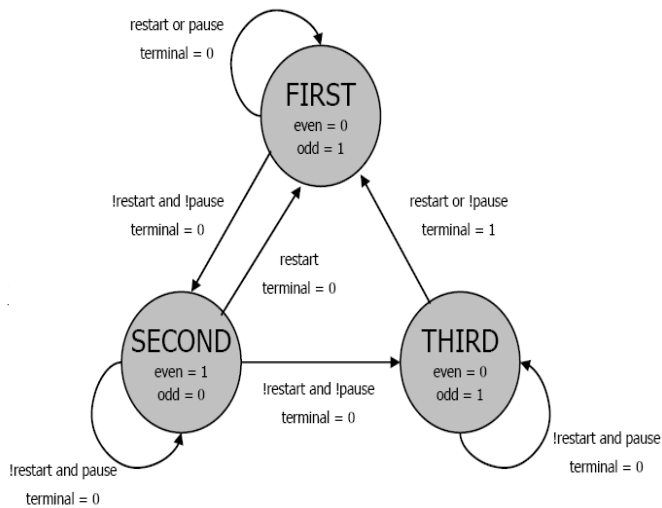 restart or pause
terminal = 0
FIRST
even = 0
odd = 1
!restart and !pause
terminal = 0
restart or !pause
terminal = 1
restart
terminal = 0
SECOND
even = 1
odd = 0
THIRD
even = 0
odd = 1
!restart and !pause
terminal = 0
!restart and pause
terminal = 0
!restart and pause
terminal = 0